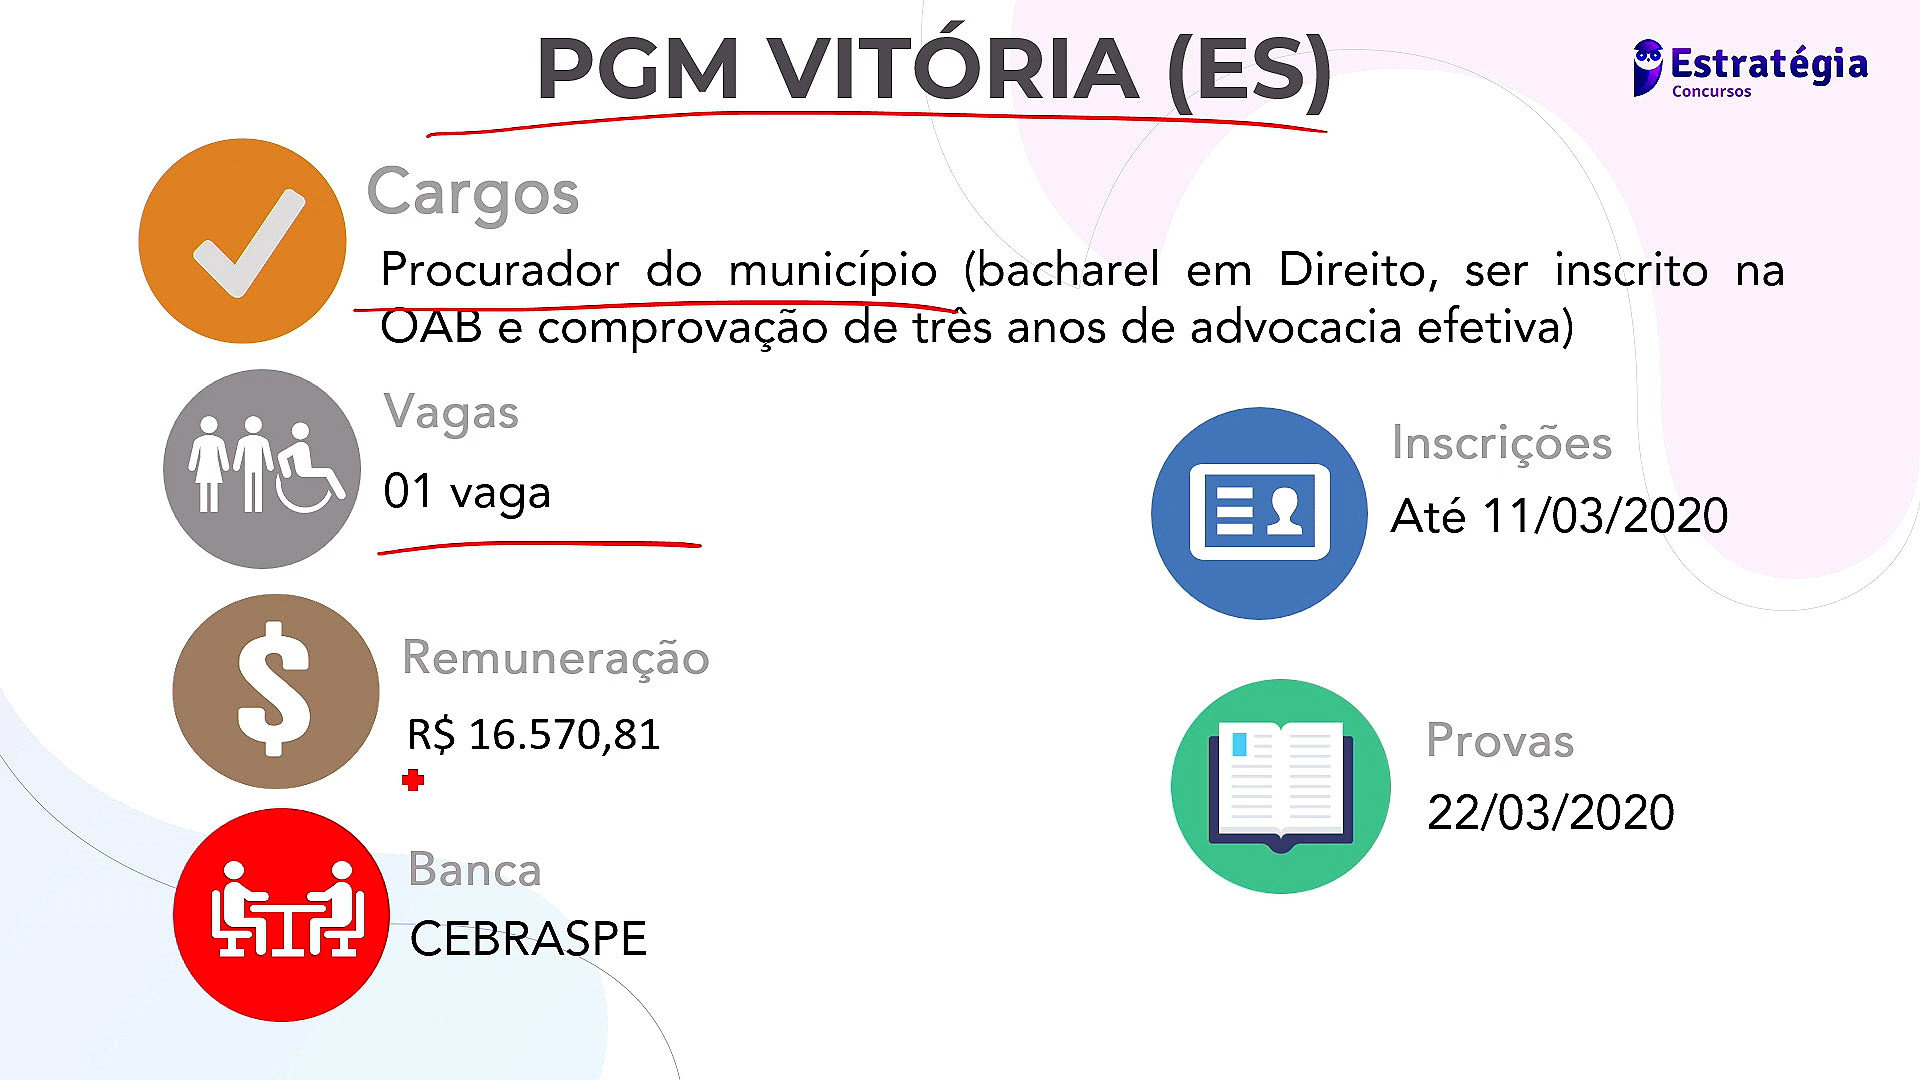 PGM VITÓRIA (ES)
Estratégia
Concursos
Cargos
Procurador do município (bacharel em Direito, ser inscrito na
OAB e comprovação de três anos de advocacia efetiva)
Vagas
01 vaga
Inscrições
Até 11/03/2020
Remuneração
R$ 16.570,81
Provas
22/03/2020
Banca
CEBRASPE